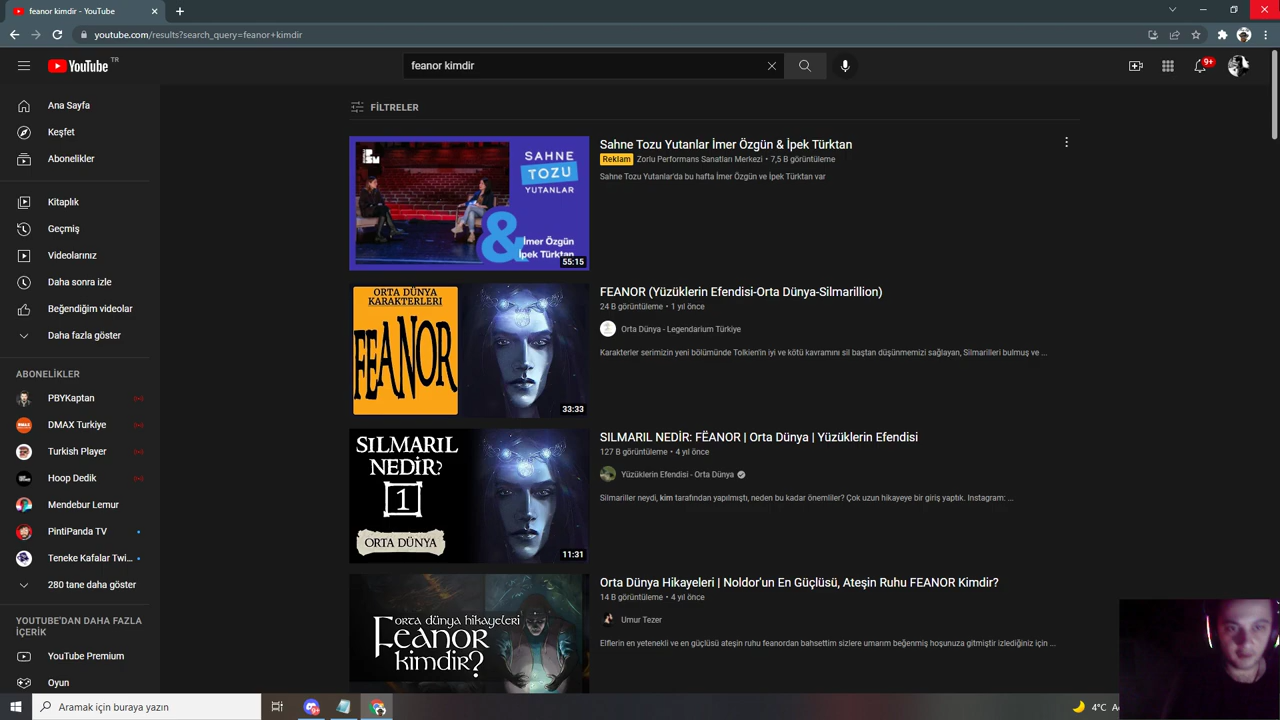 feanor kimdir - YouTube
youtube.com/results?search_query=feanor+kimdir
YouTube TR
feanor kimdir
9+
Ana Sayfa
Keşfet
Abonelikler
Kitaplık
Geçmiş
Videolarınız
Daha sonra izle
Beğendiğim videolar
Daha fazla göster
ABONELİKLER
PBYKaptan
DMAX Turkiye
Turkish Player
Hoop Dedik
Mendebur Lemur
PintiPanda TV
Teneke Kafalar Twi...
280 tane daha göster
YOUTUBE'DAN DAHA FAZLA
İÇERİK
YouTube Premium
Oyun
FİLTRELER
SAHNE
TOZU
YUTANLAR
&
İmer Özgün
İpek Türktan
55:15
Sahne Tozu Yutanlar İmer Özgün & İpek Türktan
Reklam Zorlu Performans Sanatları Merkezi • 7,5 B görüntüleme
Sahne Tozu Yutanlar'da bu hafta İmer Özgün ve İpek Türktan var
ORTA DÜNYA
KARAKTERLERİ
FEANOR
33:33
FEANOR (Yüzüklerin Efendisi-Orta Dünya-Silmarillion)
24 B görüntüleme • 1 yıl önce
Orta Dünya - Legendarium Türkiye
Karakterler serimizin yeni bölümünde Tolkien'in iyi ve kötü kavramını sil baştan düşünmemizi sağlayan, Silmarilleri bulmuş ve ...
SILMARIL
NEDİR?
1
ORTA DÜNYA
11:31
SILMARIL NEDİR: FËANOR | Orta Dünya | Yüzüklerin Efendisi
127 B görüntüleme • 4 yıl önce
Yüzüklerin Efendisi - Orta Dünya
Silmariller neydi, kim tarafından yapılmıştı, neden bu kadar önemliler? Çok uzun hikayeye bir giriş yaptık. Instagram: ...
orta dünya hikayeleri
Feanor
kimdir?
Orta Dünya Hikayeleri | Noldor'un En Güçlüsü, Ateşin Ruhu FEANOR Kimdir?
14 B görüntüleme • 4 yıl önce
Umur Tezer
Elflerin en yetenekli ve en güçlüsü ateşin ruhu feanordan bahsettim sizlere umarım beğenmiş hoşunuza gitmiştir izlediğiniz için ...
Aramak için buraya yazın
4°C